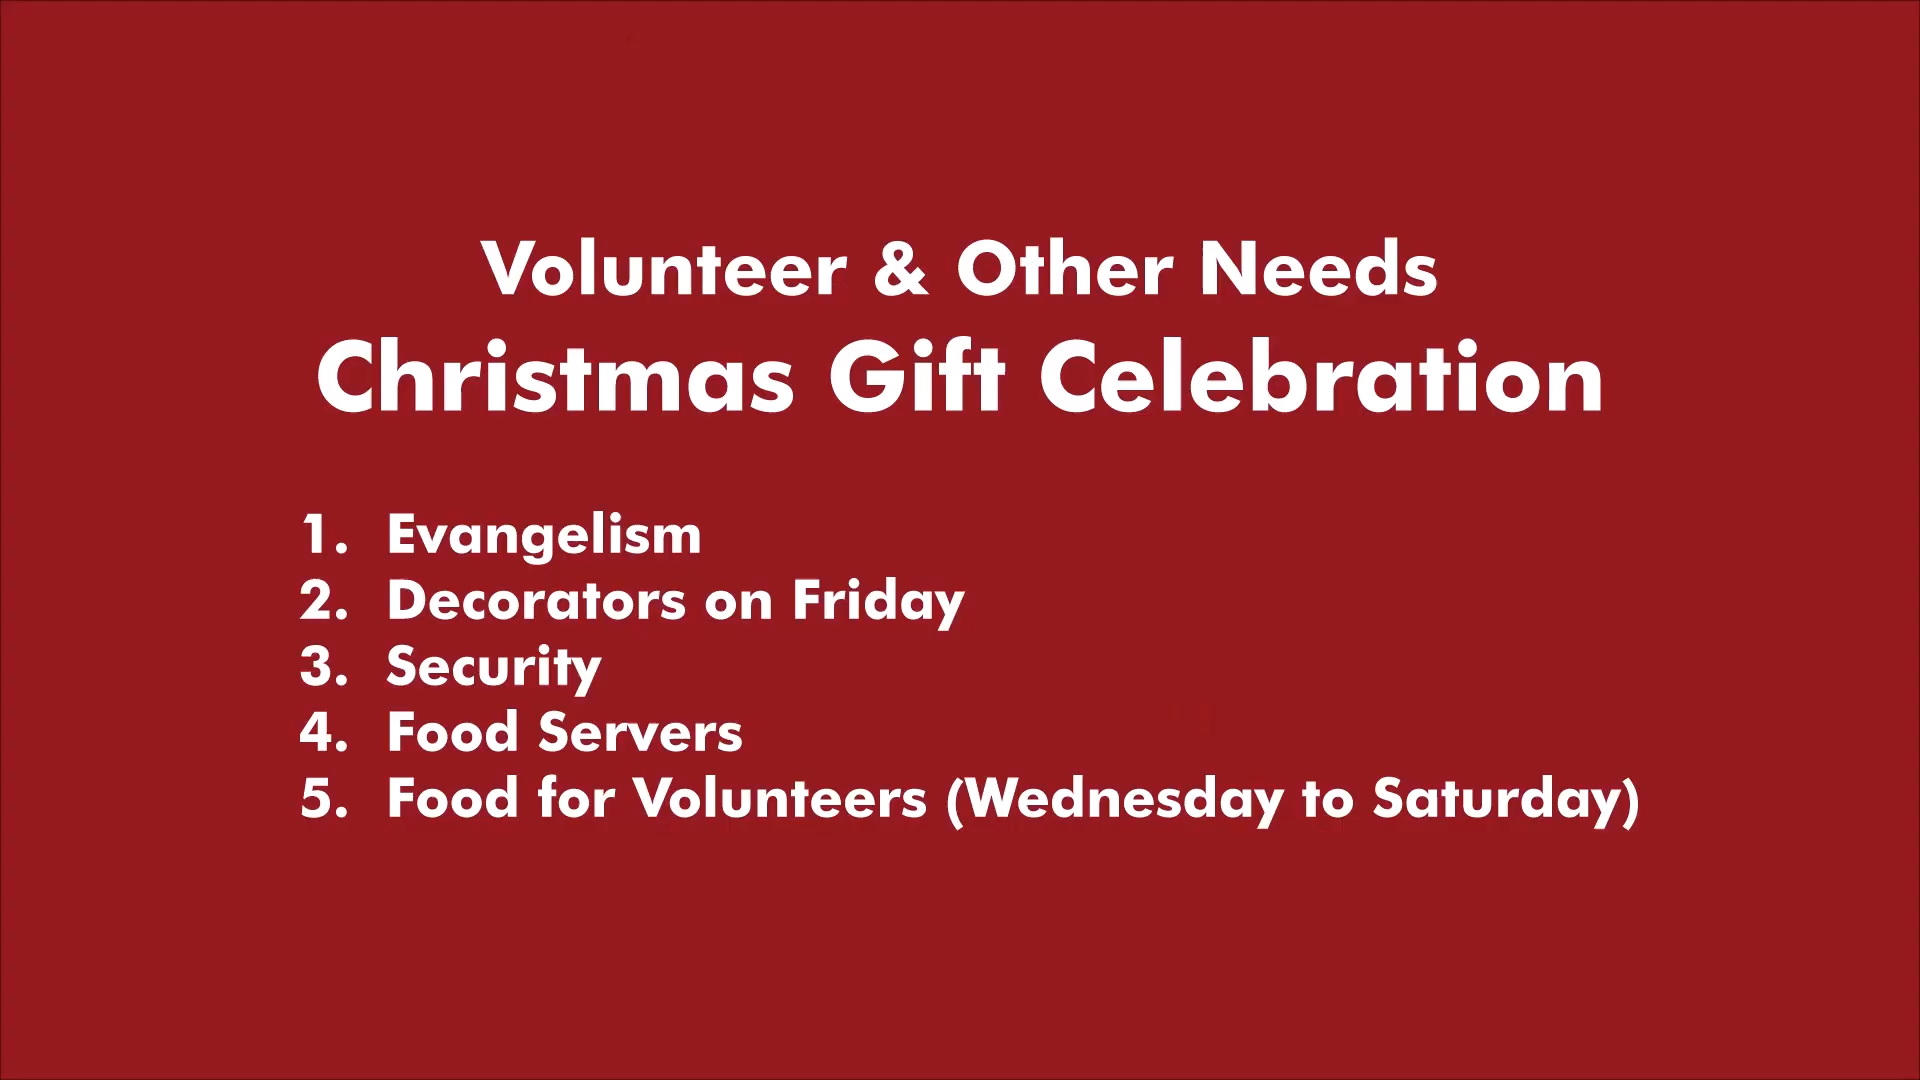 Volunteer & Other Needs
Christmas Gift Celebration
1. Evangelism
2. Decorators on Friday
3. Security
4. Food Servers
5. Food for Volunteers (Wednesday to Saturday)